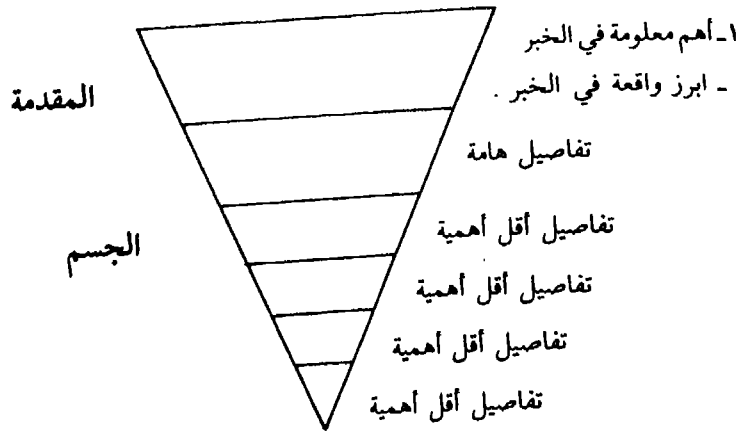 ١ـ أهم معلومة في الخبر
ـ ابرز واقعة في الخبر .
المقدمة
تفاصيل هامة
تفاصيل أقل أهمية
الجسم
تفاصيل أقل أهمية
تفاصيل أقل أهمية
تفاصيل أقل أهمية